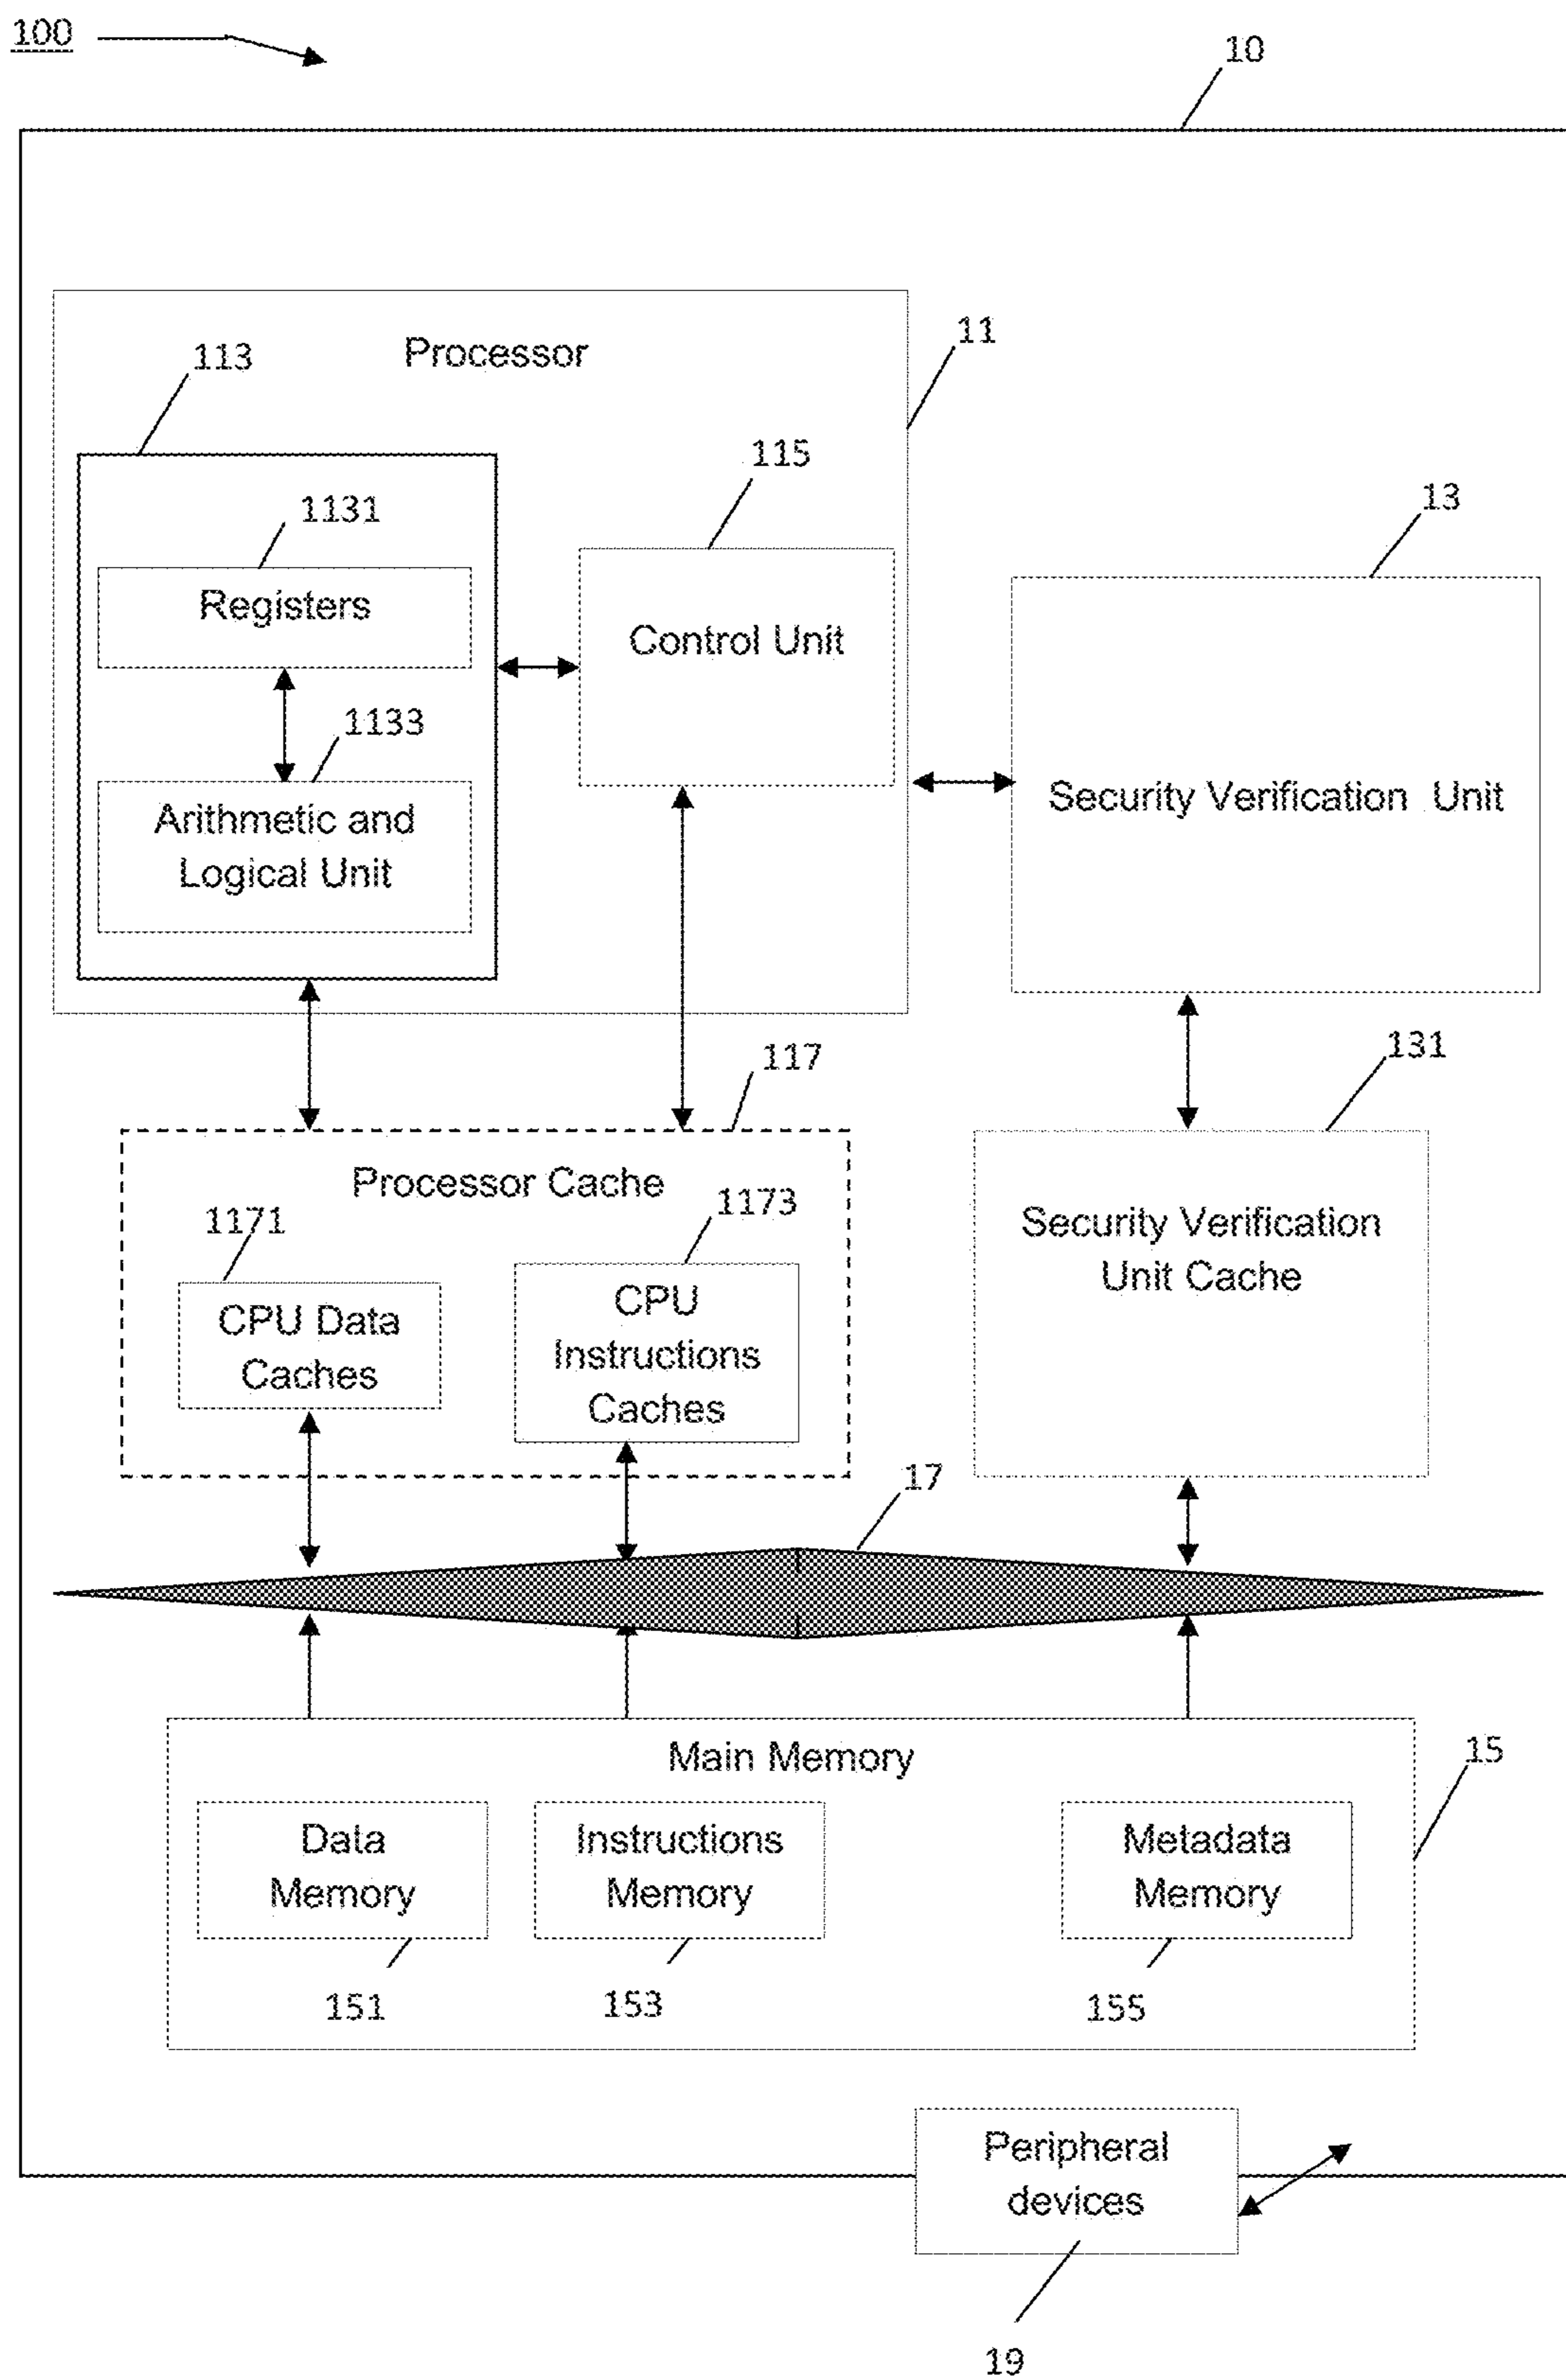 100
10
Processor
11
113
115
1131
13
Registers
Control Unit
1133
Arithmetic and
Logical Unit
Security Verification Unit
117
131
Processor Cache
1171
1173
Security Verification
Unit Cache
CPU Data
Caches
CPU
Instructions
Caches
17
Main Memory
15
Data
Memory
Instructions
Memory
Metadata
Memory
151
153
155
Peripheral
devices
19